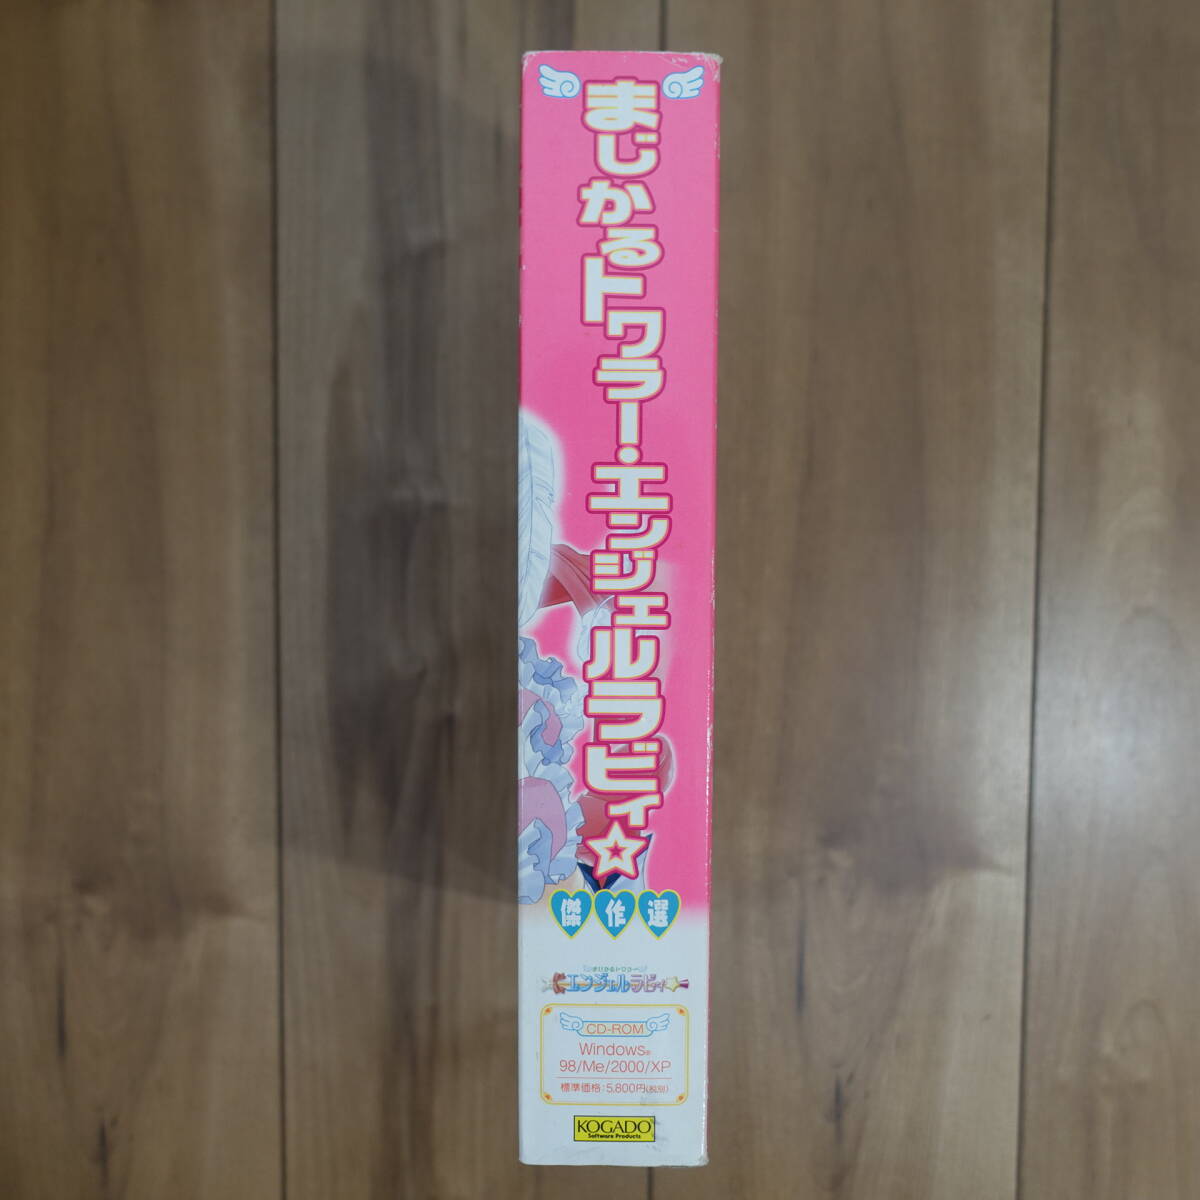 まじかるトワラー・エンジェルラビィ☆
傑作選
まじかるトワラー
エンジェルラビィ☆
CD-ROM
Windows®
98/Me/2000/XP
標準価格:5,800円(税別)
KOGADO
Software Products